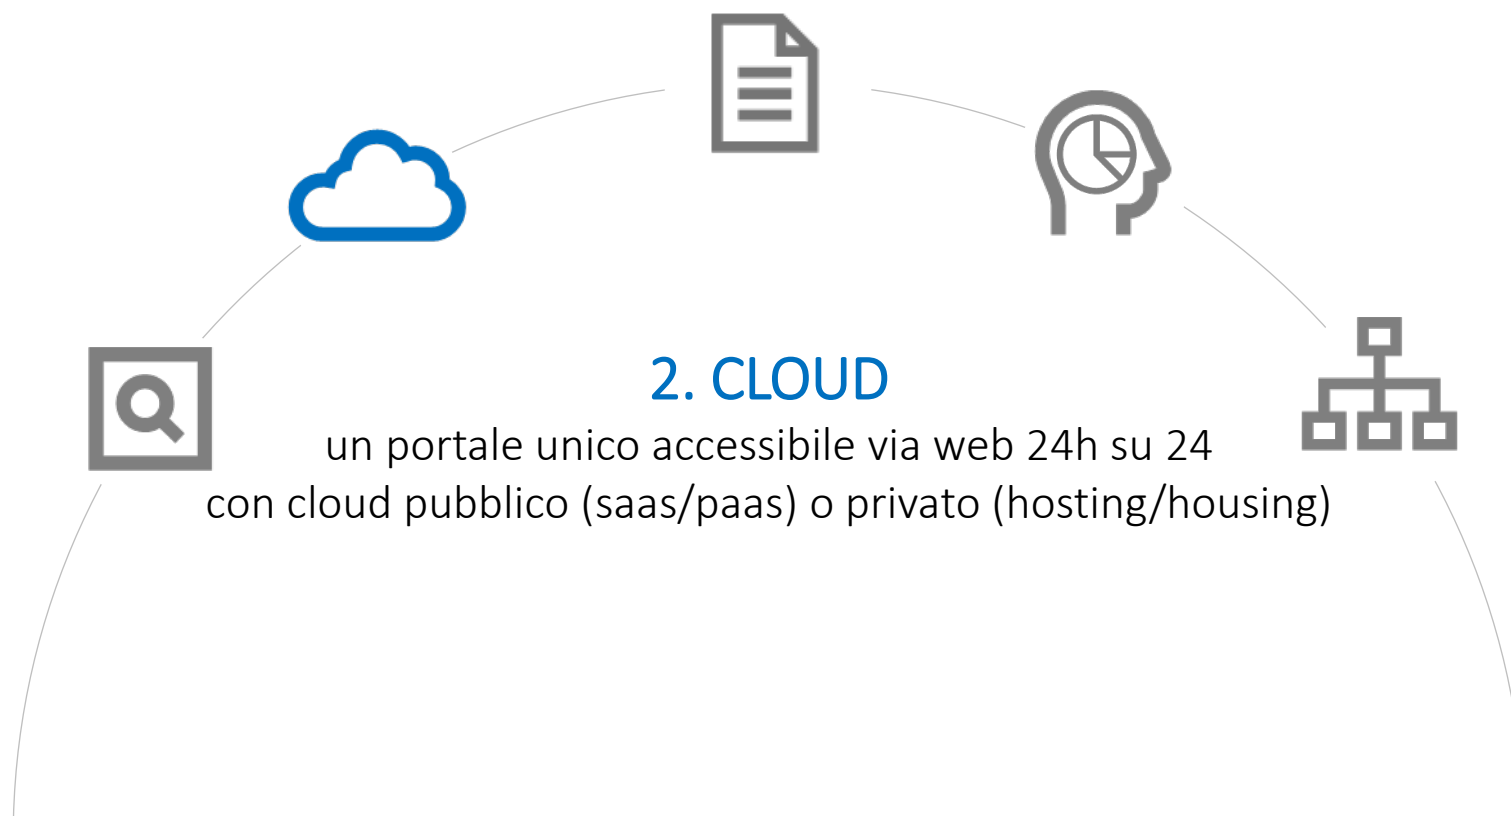 2. CLOUD
un portale unico accessibile via web 24h su 24
con cloud pubblico (saas/paas) o privato (hosting/housing)